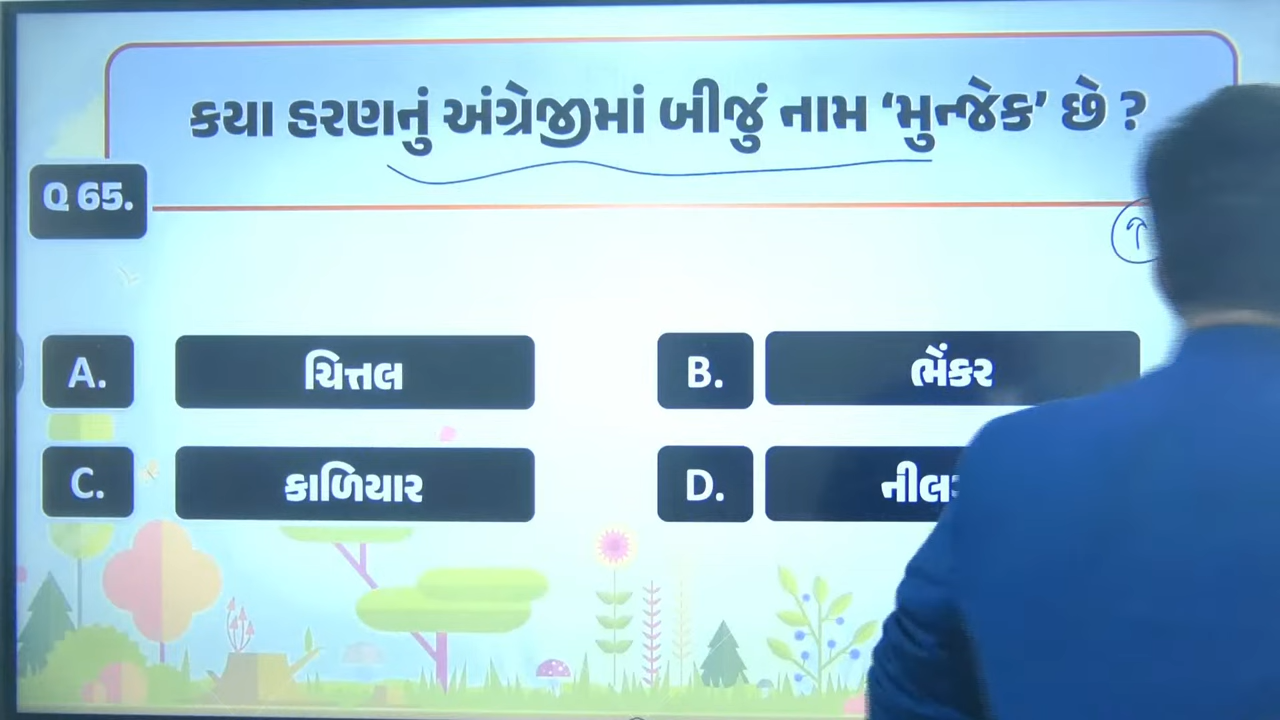 કયા હરણનું અંગ્રેજીમાં બીજું નામ ‘મુન્જેક’ છે ?
Q 65.
A. ચિત્તલ
B. ભેંકર
C. કાળિયાર
D.